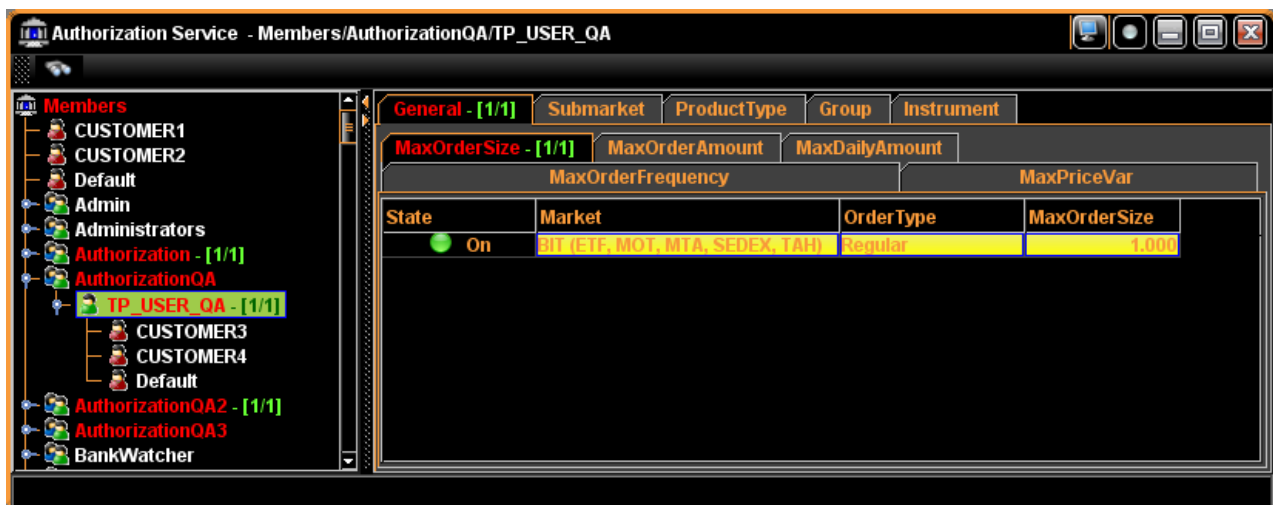 Authorization Service - Members/AuthorizationQA/TP_USER_QA
Members
CUSTOMER1
CUSTOMER2
Default
Admin
Administrators
Authorization - [1/1]
AuthorizationQA
TP_USER_QA - [1/1]
CUSTOMER3
CUSTOMER4
Default
AuthorizationQA2 - [1/1]
AuthorizationQA3
BankWatcher
General - [1/1] Submarket ProductType Group Instrument
MaxOrderSize - [1/1] MaxOrderAmount MaxDailyAmount
MaxOrderFrequency MaxPriceVar
State Market OrderType MaxOrderSize
On BIT (ETF, MOT, MTA, SEDEX, TAH) Regular 1.000